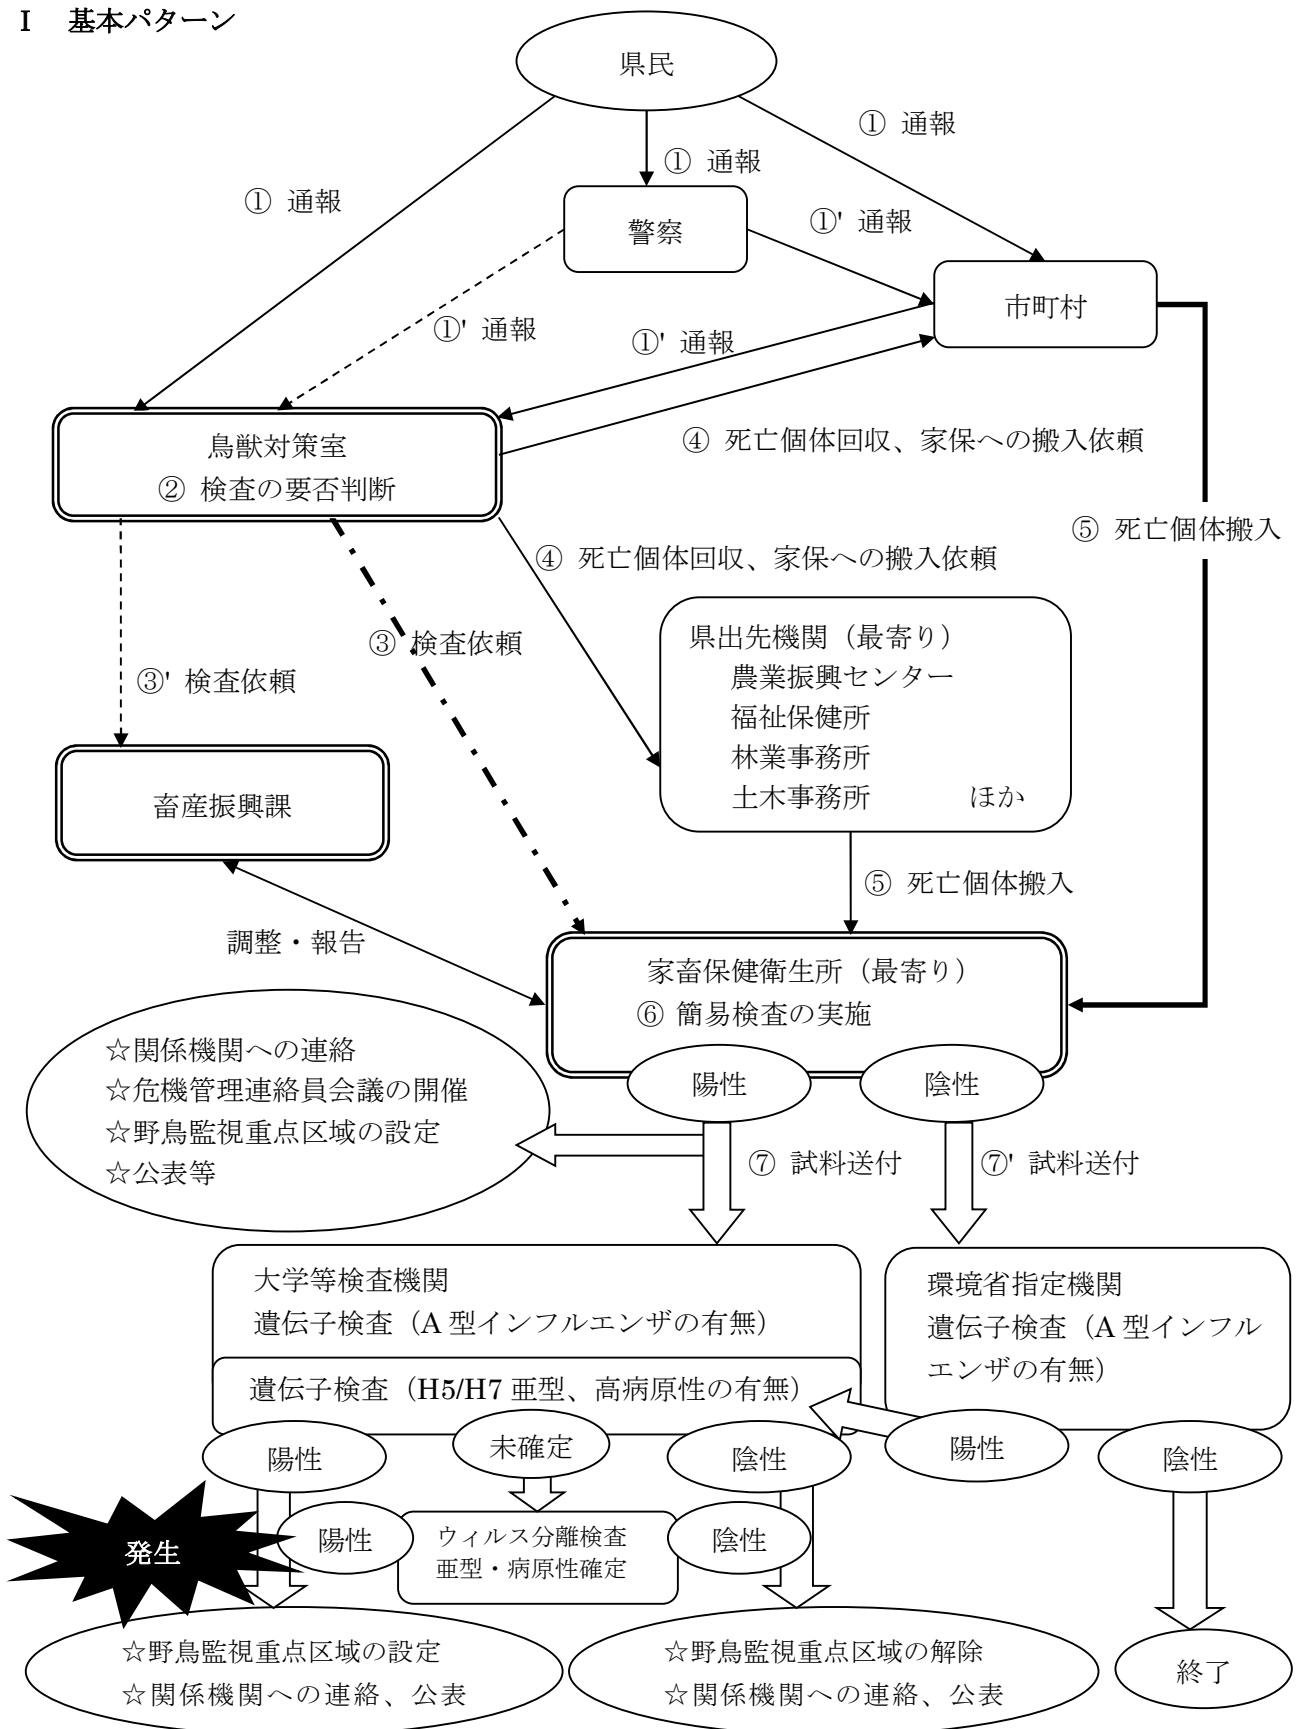 Ⅰ 基本パターン
県民
① 通報
① 通報
① 通報
警察
①' 通報
市町村
①' 通報
①' 通報
鳥獣対策室
② 検査の要否判断
④ 死亡個体回収、家保への搬入依頼
⑤ 死亡個体搬入
④ 死亡個体回収、家保への搬入依頼
③ 検査依頼
③' 検査依頼
県出先機関（最寄り）
農業振興センター
福祉保健所
林業事務所
土木事務所 ほか
畜産振興課
⑤ 死亡個体搬入
調整・報告
家畜保健衛生所（最寄り）
⑥ 簡易検査の実施
陽性
陰性
☆関係機関への連絡
☆危機管理連絡員会議の開催
☆野鳥監視重点区域の設定
☆公表等
⑦ 試料送付
⑦' 試料送付
大学等検査機関
遺伝子検査（A 型インフルエンザの有無）
遺伝子検査（H5/H7 亜型、高病原性の有無）
環境省指定機関
遺伝子検査（A 型インフル
エンザの有無）
陽性
未確定
陰性
陽性
陰性
発生
陽性
ウィルス分離検査
亜型・病原性確定
陰性
☆野鳥監視重点区域の設定
☆関係機関への連絡、公表
☆野鳥監視重点区域の解除
☆関係機関への連絡、公表
終了